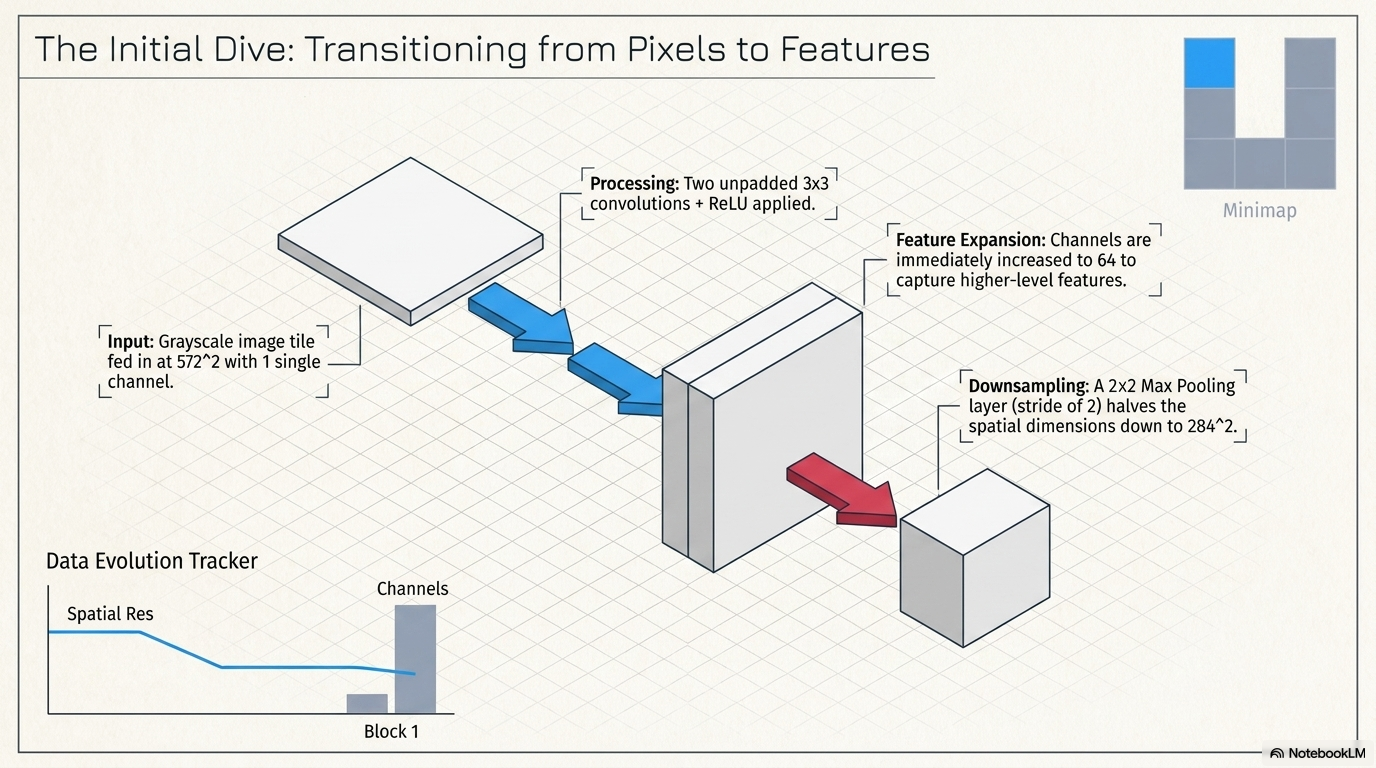 The Initial Dive: Transitioning from Pixels to Features
Minimap
Processing: Two unpadded 3x3
convolutions + ReLU applied.
Feature Expansion: Channels are
immediately increased to 64 to
capture higher-level features.
Input: Grayscale image tile
fed in at 572^2 with 1 single
channel.
Downsampling: A 2x2 Max Pooling
layer (stride of 2) halves the
spatial dimensions down to 284^2.
Data Evolution Tracker
Channels
Spatial Res
Block 1
NotebookLM